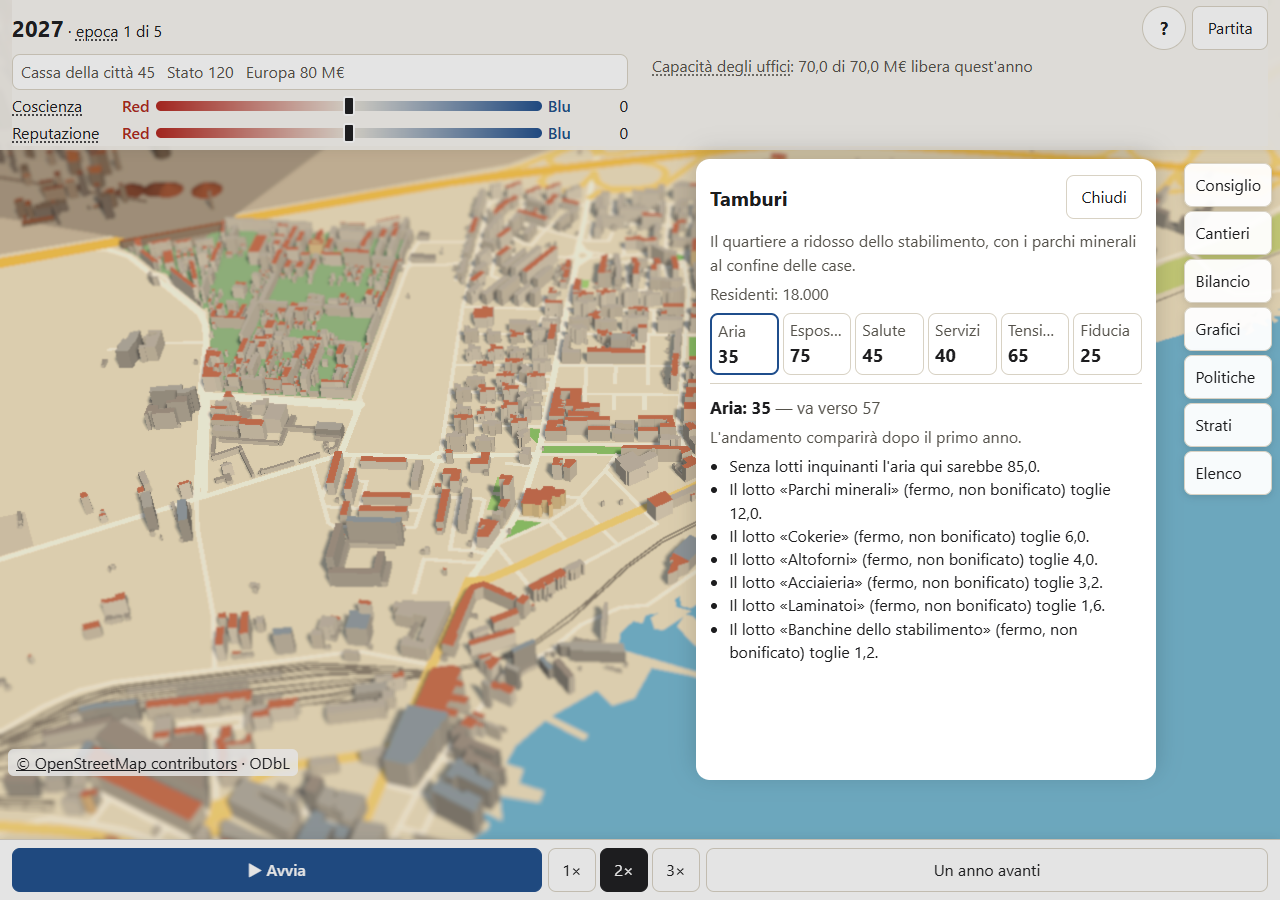 2027 · epoca 1 di 5
?
Partita
Cassa della città 45 Stato 120 Europa 80 M€
Capacità degli uffici: 70,0 di 70,0 M€ libera quest'anno
Coscienza Red Blu 0
Reputazione Red Blu 0
Tamburi
Chiudi
Il quartiere a ridosso dello stabilimento, con i parchi minerali
al confine delle case.
Residenti: 18.000
Aria Espos... Salute Servizi Tensi... Fiducia
35 75 45 40 65 25
Aria: 35 — va verso 57
L'andamento comparirà dopo il primo anno.
• Senza lotti inquinanti l'aria qui sarebbe 85,0.
• Il lotto «Parchi minerali» (fermo, non bonificato) toglie
12,0.
• Il lotto «Cokerie» (fermo, non bonificato) toglie 6,0.
• Il lotto «Altoforni» (fermo, non bonificato) toglie 4,0.
• Il lotto «Acciaieria» (fermo, non bonificato) toglie 3,2.
• Il lotto «Laminatoi» (fermo, non bonificato) toglie 1,6.
• Il lotto «Banchine dello stabilimento» (fermo, non
bonificato) toglie 1,2.
Consiglio
Cantieri
Bilancio
Grafici
Politiche
Strati
Elenco
© OpenStreetMap contributors · ODbL
▶ Avvia
1×
2×
3×
Un anno avanti